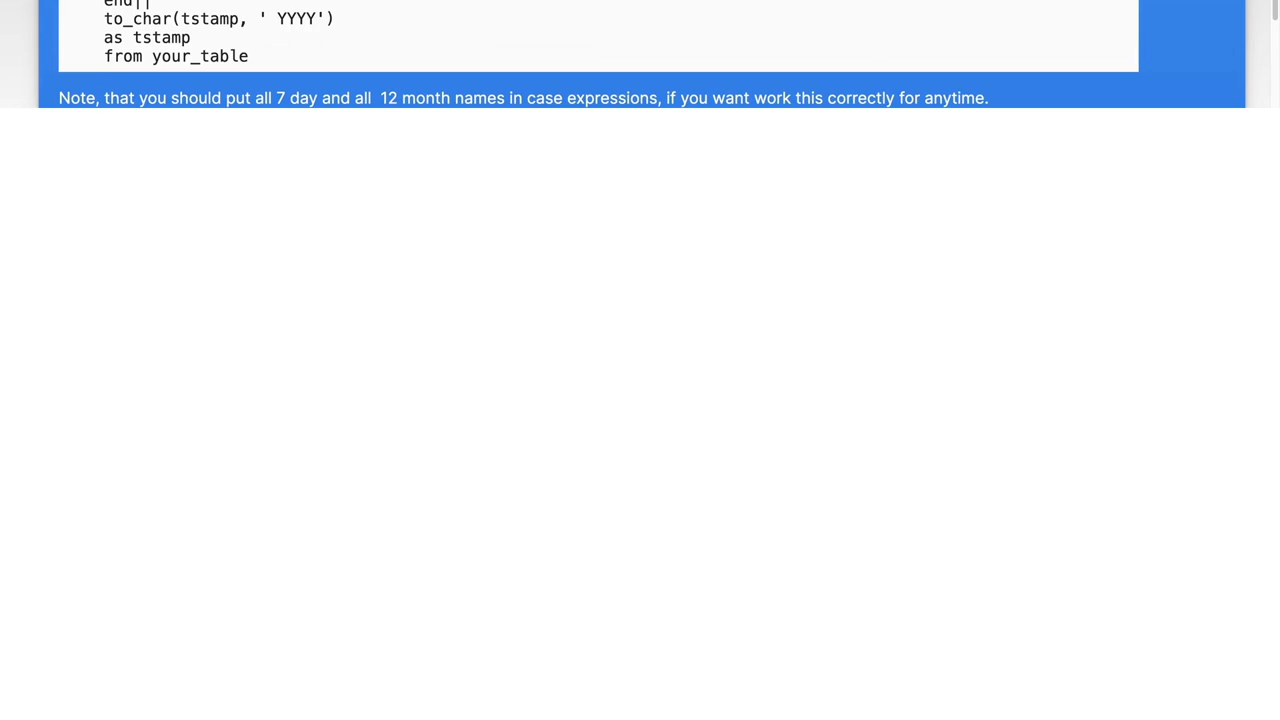 end||
to_char(tstamp, ' YYYY')
as tstamp
from your_table
Note, that you should put all 7 day and all  12 month names in case expressions, if you want work this correctly for anytime.